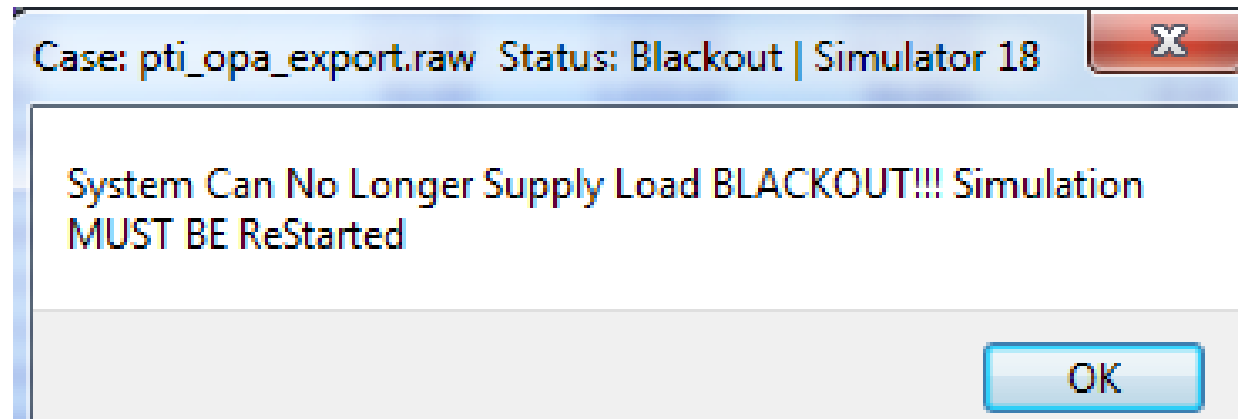 Case: pti_opa_export.raw Status: Blackout | Simulator 18
System Can No Longer Supply Load BLACKOUT!!! Simulation
MUST BE ReStarted
OK